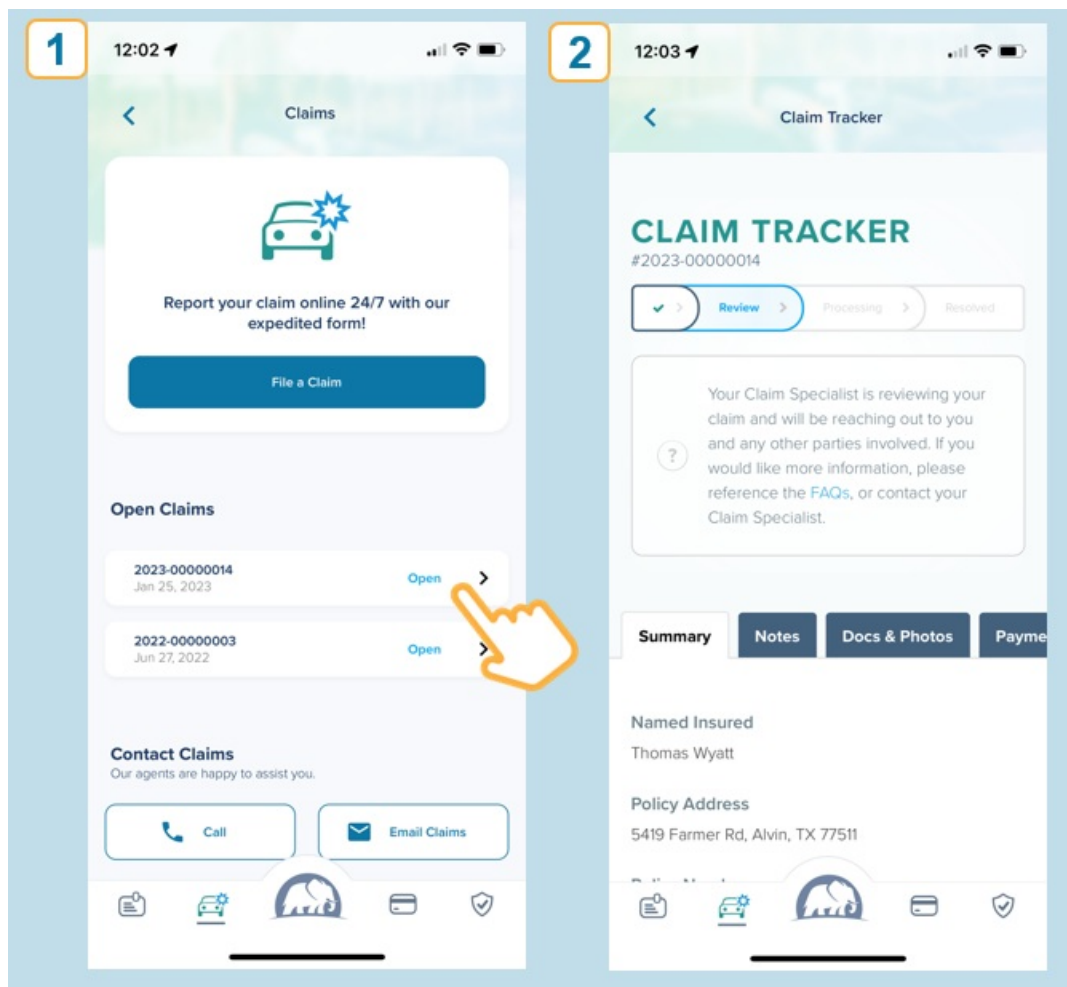 1
12:02
Claims
Report your claim online 24/7 with our
expedited form!
File a Claim
Open Claims
2023-00000014
Jan 25, 2023
Open
2022-00000003
Jun 27, 2022
Open
Contact Claims
Our agents are happy to assist you.
Call
Email Claims
2
12:03
Claim Tracker
CLAIM TRACKER
#2023-00000014
Review
Processing
Resolved
Your Claim Specialist is reviewing your
claim and will be reaching out to you
and any other parties involved. If you
would like more information, please
reference the FAQs, or contact your
Claim Specialist.
?
Summary
Notes
Docs & Photos
Payme
Named Insured
Thomas Wyatt
Policy Address
5419 Farmer Rd, Alvin, TX 77511